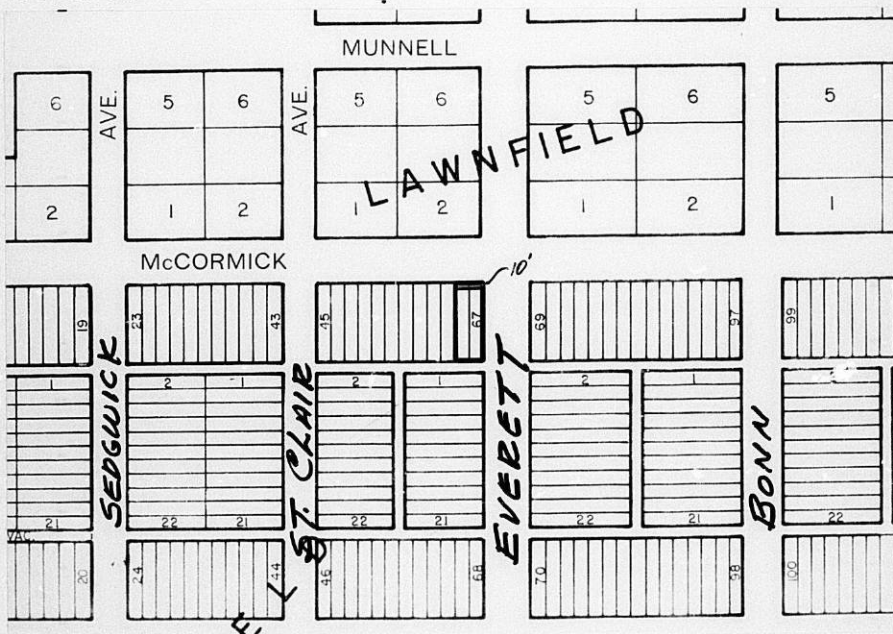 MUNNELL
6 AVE. 5 6 AVE. 5 6 5 6 5
LAWNFIELD
2 1 2 1 2 1 2 1
McCORMICK
10'
19 23 43 45 67 69 97 99
1 2 1 2 1 2 1
SEDGWICK
ST. CLAIR
EVERETT
BONN
21 22 21 22 21 22 21 22
VAC.
20 24 44 46 68 70 98 100
E L